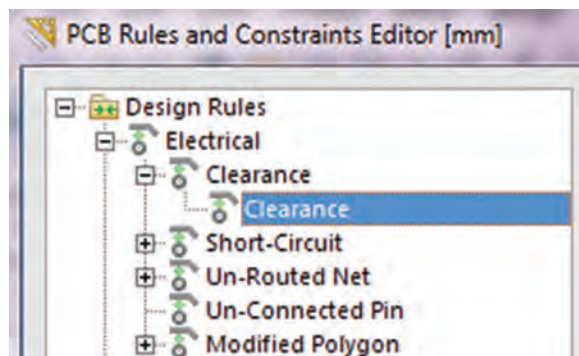 PCB Rules and Constraints Editor [mm]
Design Rules
Electrical
Clearance
Clearance
Short-Circuit
Un-Routed Net
Un-Connected Pin
Modified Polygon